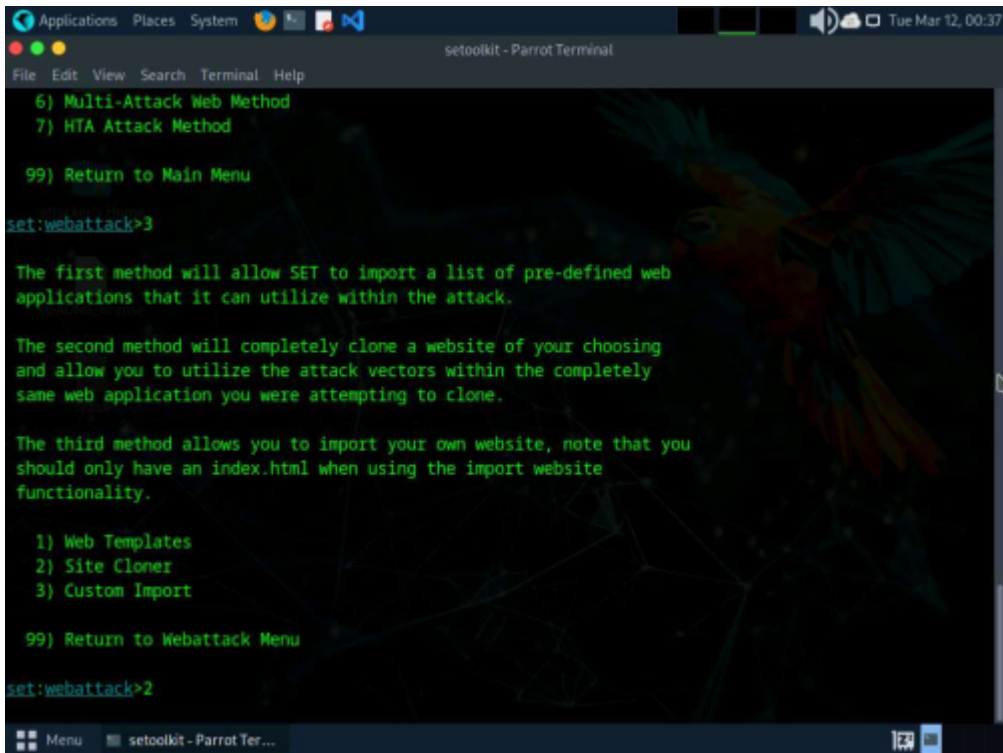 Applications Places System Tue Mar 12, 00:37
setoolkit - Parrot Terminal
File Edit View Search Terminal Help
6) Multi-Attack Web Method
7) HTA Attack Method
99) Return to Main Menu
set:webattack>3
The first method will allow SET to import a list of pre-defined web
applications that it can utilize within the attack.
The second method will completely clone a website of your choosing
and allow you to utilize the attack vectors within the completely
same web application you were attempting to clone.
The third method allows you to import your own website, note that you
should only have an index.html when using the import website
functionality.
1) Web Templates
2) Site Cloner
3) Custom Import
99) Return to Webattack Menu
set:webattack>2
Menu setoolkit - Parrot Ter...